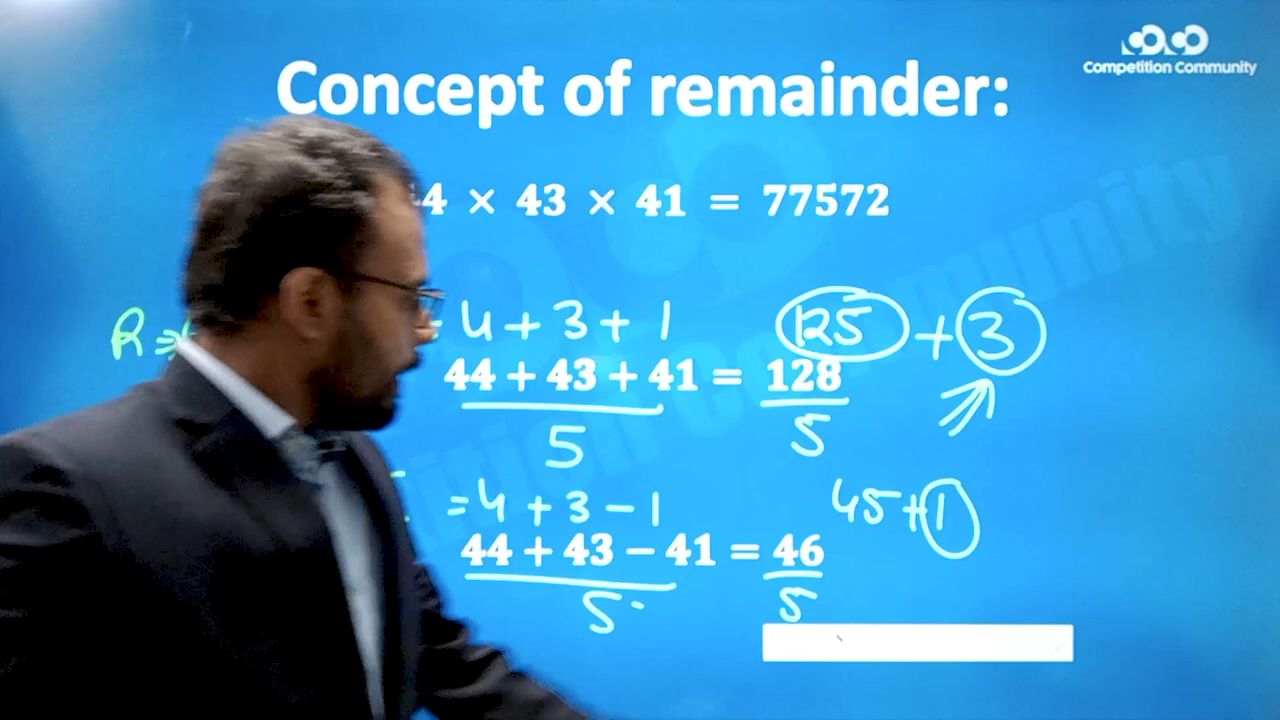 Competition Community
Concept of remainder:
4 × 43 × 41 = 77572
R ⇒
= 4 + 3 + 1
125 + 3
44 + 43 + 41 = 128
5
5
= 4 + 3 − 1
45 + 1
44 + 43 − 41 = 46
5
5